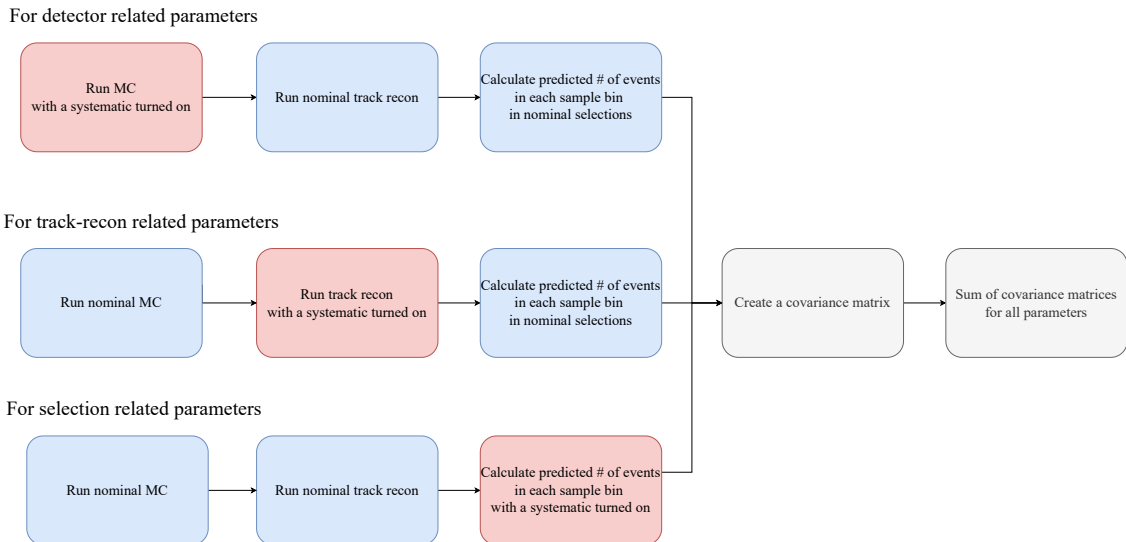 For detector related parameters
Run MC
with a systematic turned on
Run nominal track recon
Calculate predicted # of events
in each sample bin
in nominal selections
For track-recon related parameters
Run nominal MC
Run track recon
with a systematic turned on
Calculate predicted # of events
in each sample bin
in nominal selections
Create a covariance matrix
Sum of covariance matrices
for all parameters
For selection related parameters
Run nominal MC
Run nominal track recon
Calculate predicted # of events
in each sample bin
with a systematic turned on